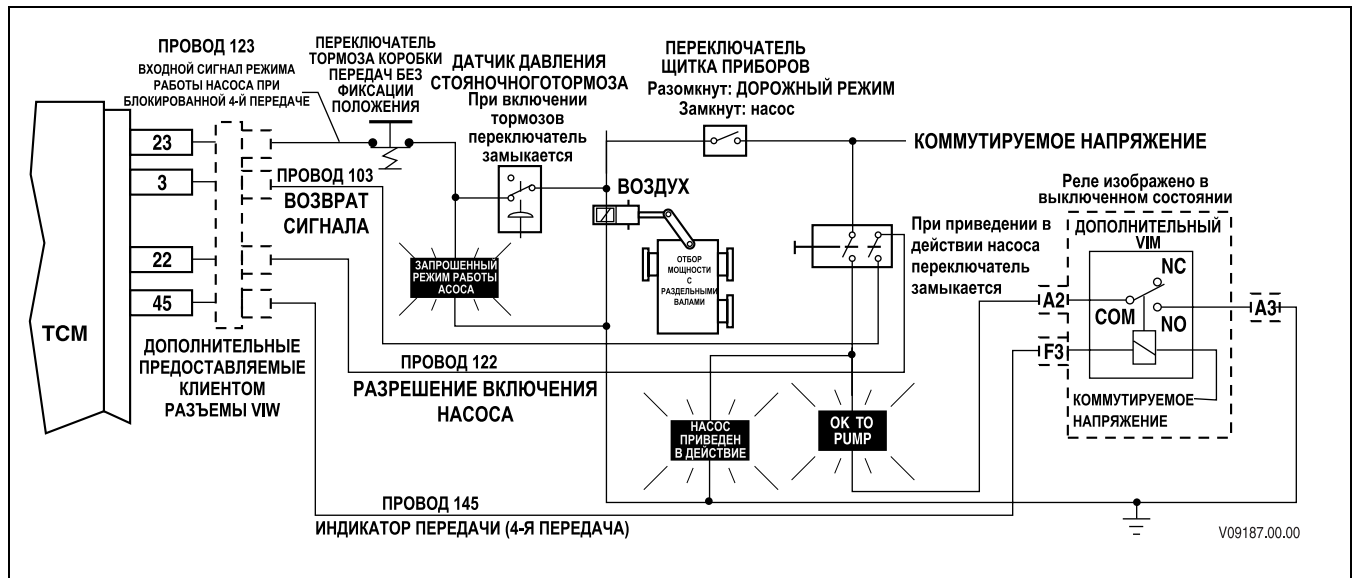 ПРОВОД 123
ВХОДНОЙ СИГНАЛ РЕЖИМА
РАБОТЫ НАСОСА ПРИ
БЛОКИРОВАННОЙ 4-Й ПЕРЕДАЧЕ
ПЕРЕКЛЮЧАТЕЛЬ
ТОРМОЗА КОРОБКИ
ПЕРЕДАЧ БЕЗ
ФИКСАЦИИ
ПОЛОЖЕНИЯ
ДАТЧИК ДАВЛЕНИЯ
СТОЯНОЧНОГОТОРМОЗА
При включении
тормозов
переключатель
замыкается
ПЕРЕКЛЮЧАТЕЛЬ
ЩИТКА ПРИБОРОВ
Разомкнут: ДОРОЖНЫЙ РЕЖИМ
Замкнут: насос
КОММУТИРУЕМОЕ НАПРЯЖЕНИЕ
23
3
22
45
TCM
ПРОВОД 103
ВОЗВРАТ
СИГНАЛА
ВОЗДУХ
ОТБОР
МОЩНОСТИ
С
РАЗДЕЛЬНЫМИ
ВАЛАМИ
ЗАПРОШЕННЫЙ
РЕЖИМ РАБОТЫ
АСОСА
При приведении в
действии насоса
переключатель
замыкается
Реле изображено в
выключенном состоянии
ДОПОЛНИТЕЛЬНЫЙ
VIM
NC
COM
NO
A2
A3
F3
КОММУТИРУЕМОЕ
НАПРЯЖЕНИЕ
ДОПОЛНИТЕЛЬНЫЕ
ПРЕДОСТАВЛЯЕМЫЕ
КЛИЕНТОМ
РАЗЪЕМЫ VIW
ПРОВОД 122
РАЗРЕШЕНИЕ ВКЛЮЧЕНИЯ
НАСОСА
НАСОС
ПРИВЕДЕН
В ДЕЙСТВИЕ
OK TO
PUMP
ПРОВОД 145
ИНДИКАТОР ПЕРЕДАЧИ (4-Я ПЕРЕДАЧА)
V09187.00.00